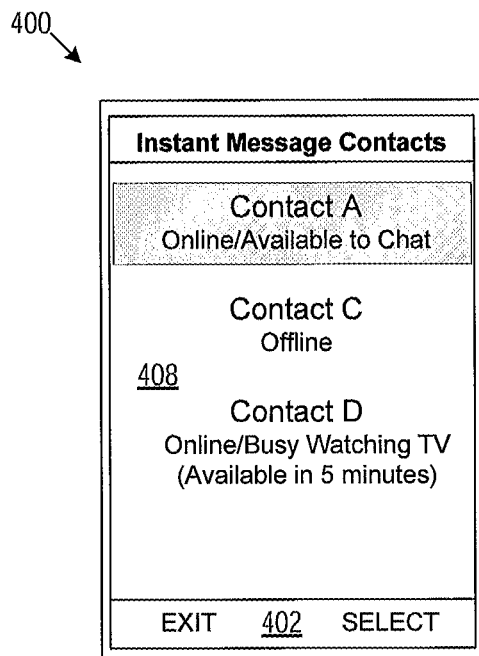 400
Instant Message Contacts
Contact A
Online/Available to Chat
Contact C
Offline
408
Contact D
Online/Busy Watching TV
(Available in 5 minutes)
EXIT 402 SELECT